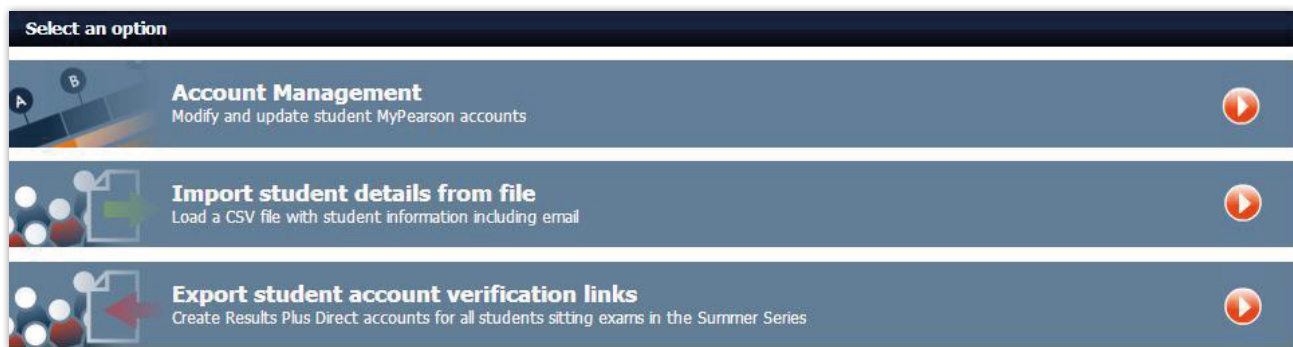 Select an option
A
B
Account Management
Modify and update student MyPearson accounts
Import student details from file
Load a CSV file with student information including email
Export student account verification links
Create Results Plus Direct accounts for all students sitting exams in the Summer Series